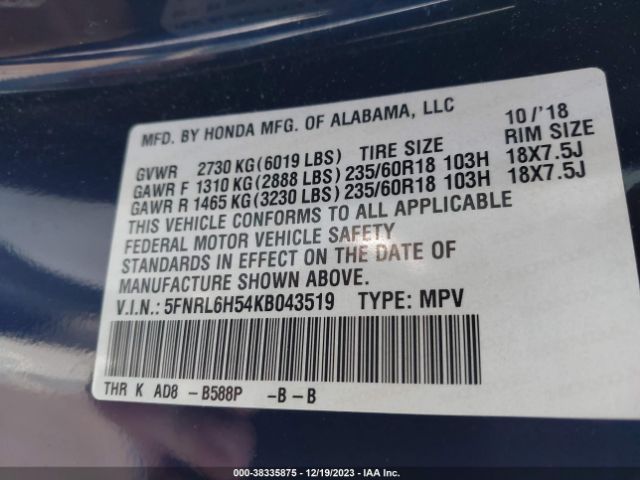 MFD. BY HONDA MFG. OF ALABAMA, LLC 10/'18
GVWR 2730 KG(6019 LBS) TIRE SIZE RIM SIZE
GAWR F 1310 KG(2888 LBS)235/60R18 103H 18X7.5J
GAWR R 1465 KG(3230 LBS)235/60R18 103H 18X7.5J
THIS VEHICLE CONFORMS TO ALL APPLICABLE
FEDERAL MOTOR VEHICLE SAFETY
STANDARDS IN EFFECT ON THE DATE OF
MANUFACTURE SHOWN ABOVE.
V.I.N.: 5FNRL6H54KB043519 TYPE: MPV
THR K AD8 -B588P -B-B
000-38335875 - 12/19/2023 - IAA Inc.